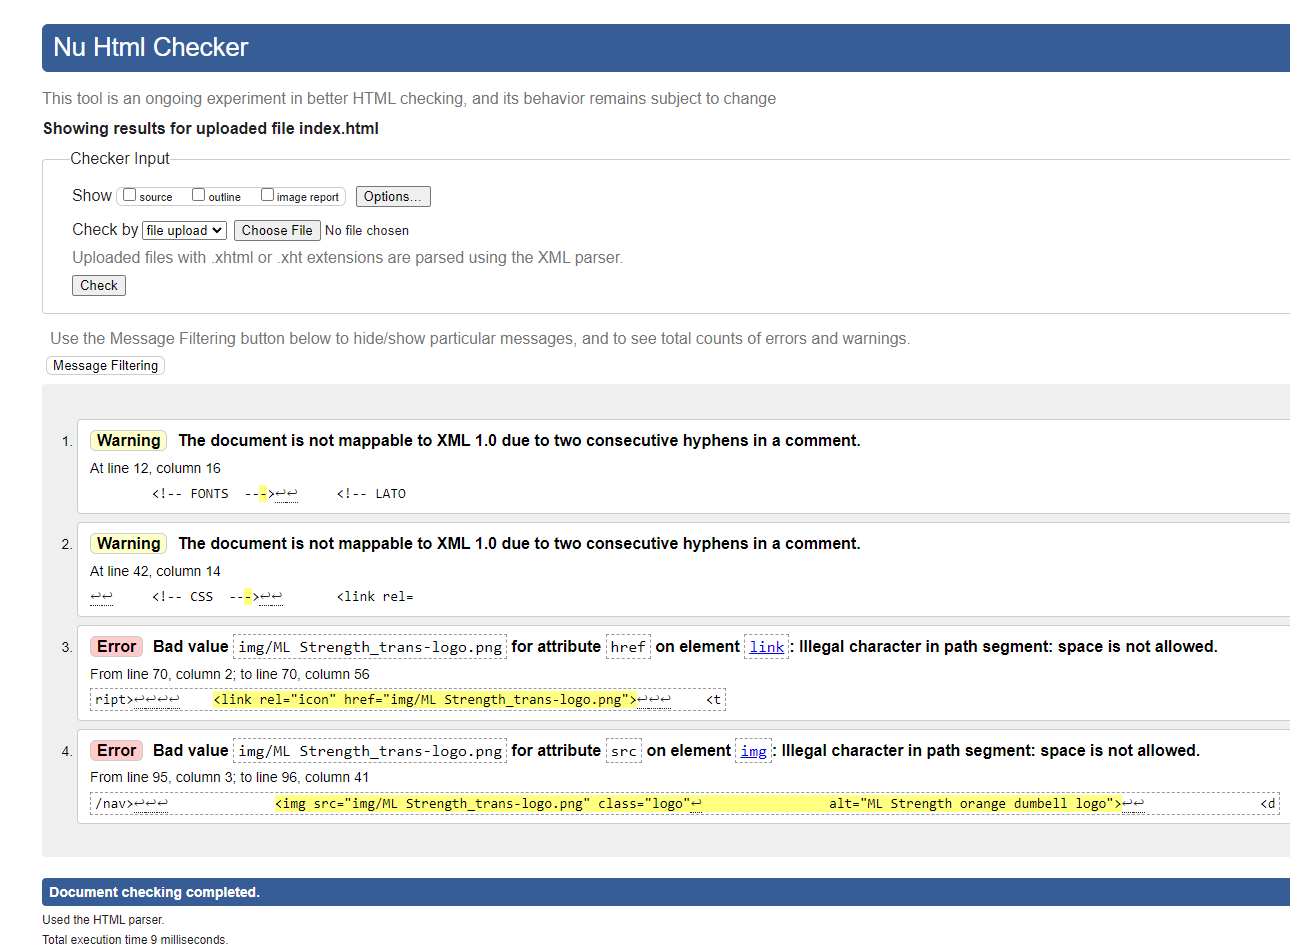 Nu Html Checker
This tool is an ongoing experiment in better HTML checking, and its behavior remains subject to change
Showing results for uploaded file index.html
Checker Input
Show source outline image report Options...
Check by file upload Choose File No file chosen
Uploaded files with .xhtml or .xht extensions are parsed using the XML parser.
Check
Use the Message Filtering button below to hide/show particular messages, and to see total counts of errors and warnings.
Message Filtering
1. Warning The document is not mappable to XML 1.0 due to two consecutive hyphens in a comment.
At line 12, column 16
<!-- FONTS --->↩↩ <!-- LATO
2. Warning The document is not mappable to XML 1.0 due to two consecutive hyphens in a comment.
At line 42, column 14
↩↩ <!-- CSS --->↩↩ <link rel=
3. Error Bad value img/ML Strength_trans-logo.png for attribute href on element link: Illegal character in path segment: space is not allowed.
From line 70, column 2; to line 70, column 56
ript>↩↩↩↩ <link rel="icon" href="img/ML Strength_trans-logo.png">↩↩↩ <t
4. Error Bad value img/ML Strength_trans-logo.png for attribute src on element img: Illegal character in path segment: space is not allowed.
From line 95, column 3; to line 96, column 41
/nav>↩↩↩ <img src="img/ML Strength_trans-logo.png" class="logo"↩ alt="ML Strength orange dumbell logo">↩↩ <d
Document checking completed.
Used the HTML parser.
Total execution time 9 milliseconds.